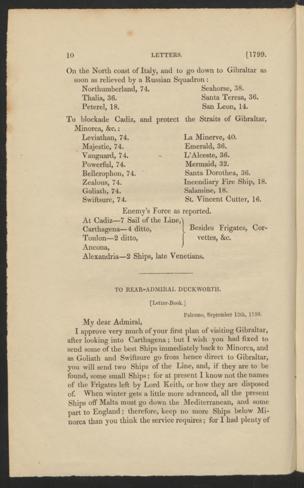 10 LETTERS. [1799.
On the North coast of Italy, and to go down to Gibraltar as
soon as relieved by a Russian Squadron :
Northumberland, 74. Seahorse, 38.
Thalia, 36. Santa Teresa, 36.
Peterel, 18. San Leon, 14.
To blockade Cadiz, and protect the Straits of Gibraltar,
Minorca, &c. :
Leviathan, 74. La Minerve, 40.
Majestic, 74. Emerald, 36.
Vanguard, 74. L'Alceste, 36.
Powerful, 74. Mermaid, 32.
Bellerophon, 74. Santa Dorothea, 36.
Zealous, 74. Incendiary Fire Ship, 18.
Goliath, 74. Salamine, 18.
Swiftsure, 74. St. Vincent Cutter, 16.
Enemy's Force as reported.
At Cadiz—7 Sail of the Line,
Carthagena—4 ditto, Besides Frigates, Cor-
Toulon—2 ditto, vettes, &c.
Ancona,
Alexandria—2 Ships, late Venetians.
TO REAR-ADMIRAL DUCKWORTH.
[Letter-Book.]
Palermo, September 15th, 1799.
My dear Admiral,
I approve very much of your first plan of visiting Gibraltar,
after looking into Carthagena; but I wish you had fixed to
send some of the best Ships immediately back to Minorca, and
as Goliath and Swiftsure go from hence direct to Gibraltar,
you will send two Ships of the Line, and, if they are to be
found, some small Ships; for at present I know not the names
of the Frigates left by Lord Keith, or how they are disposed
of. When winter gets a little more advanced, all the present
Ships off Malta must go down the Mediterranean, and some
part to England; therefore, keep no more Ships below Mi-
norca than you think the service requires; for I had plenty of